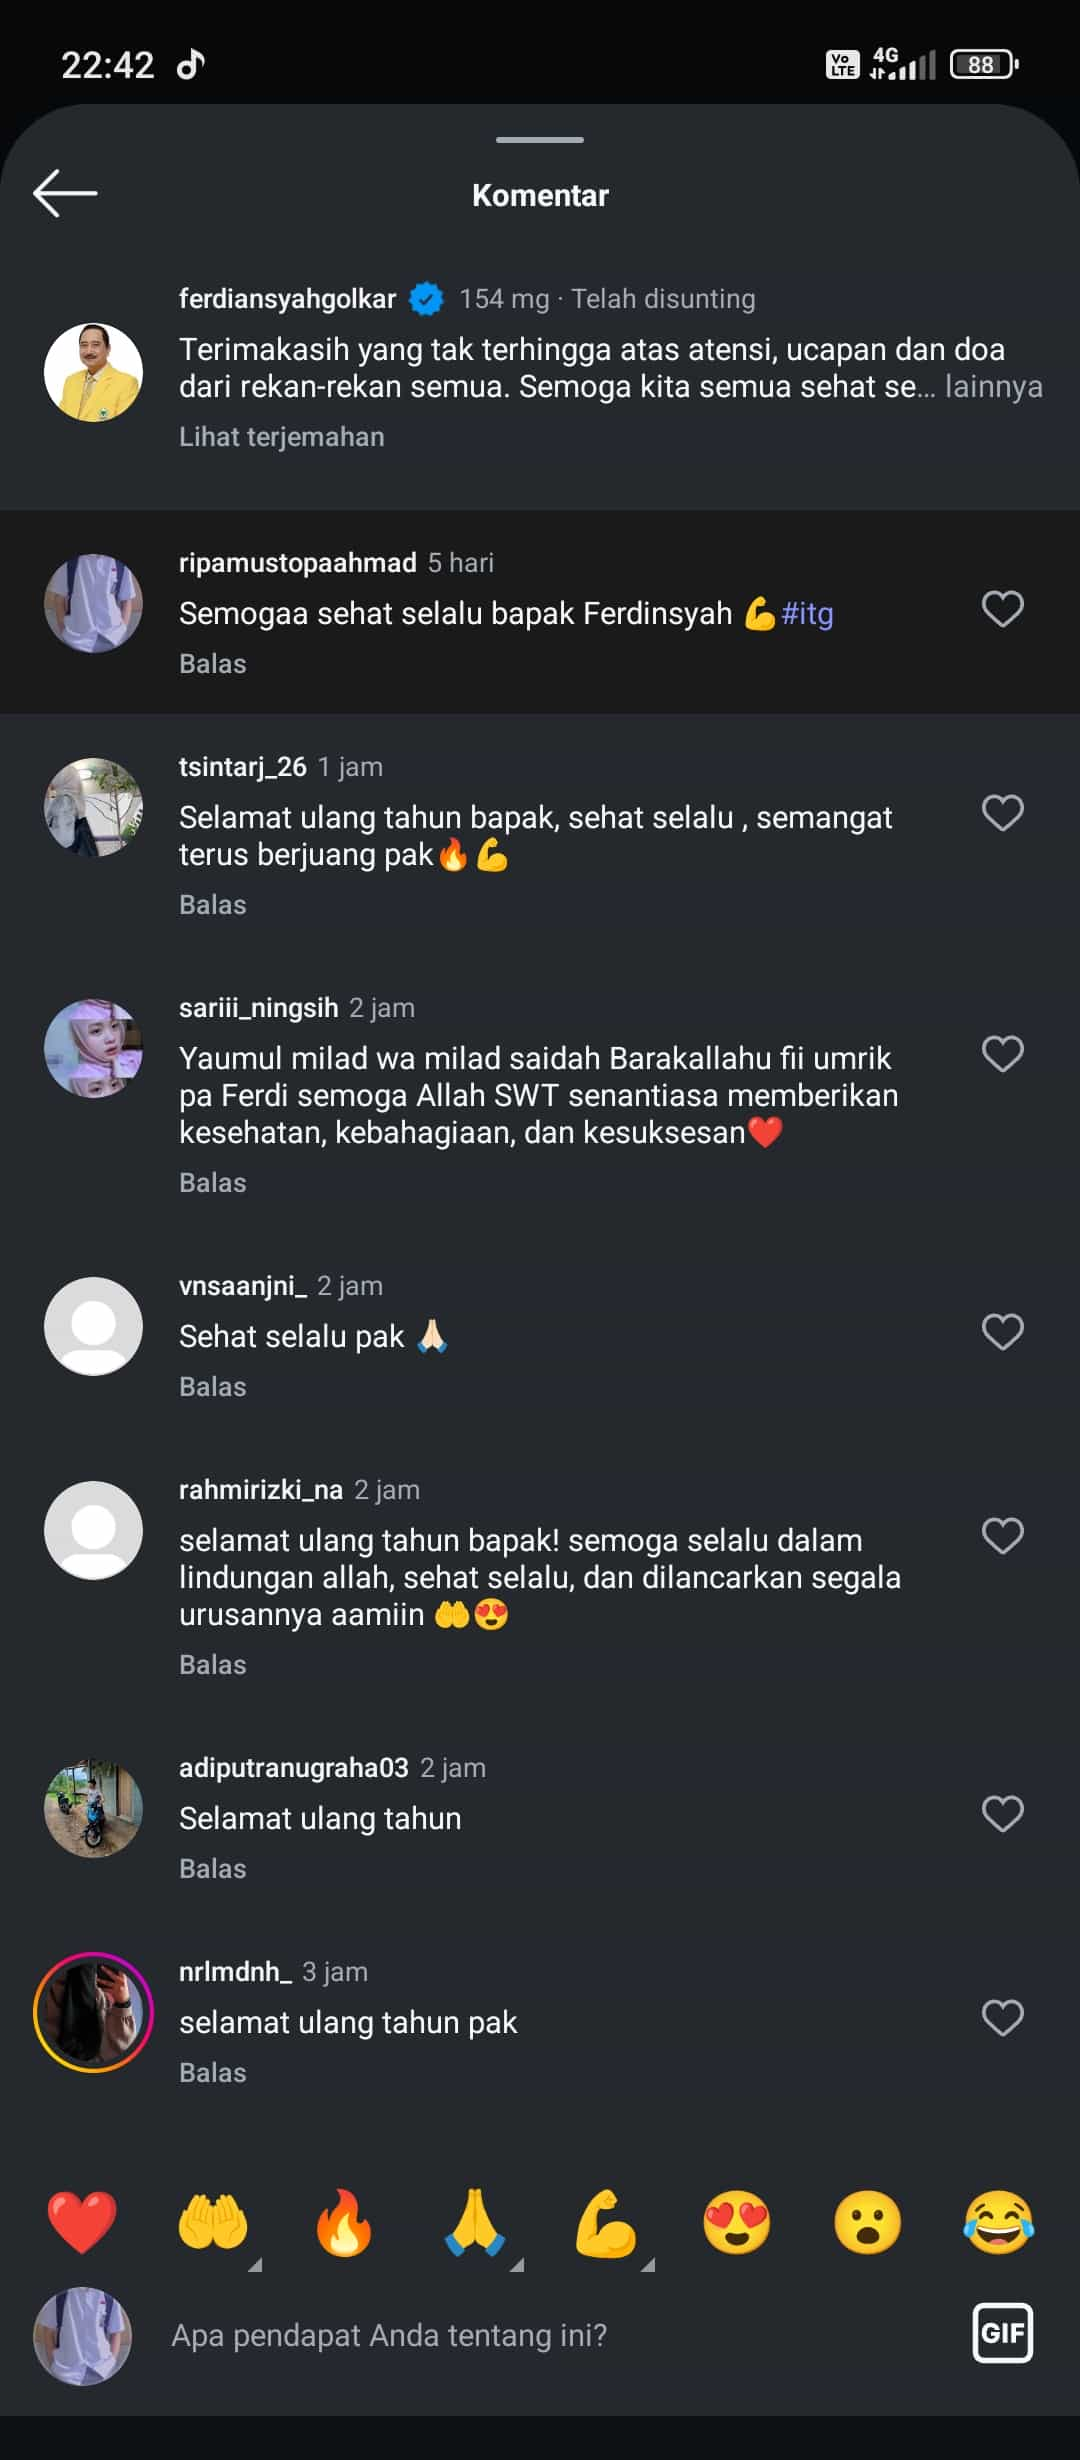 22:42
Vo LTE 4G 88
Komentar
ferdiansyahgolkar 154 mg · Telah disunting
Terimakasih yang tak terhingga atas atensi, ucapan dan doa
dari rekan-rekan semua. Semoga kita semua sehat se... lainnya
Lihat terjemahan
ripamustopaahmad 5 hari
Semogaa sehat selalu bapak Ferdinsyah 💪#itg
Balas
tsintarj_26 1 jam
Selamat ulang tahun bapak, sehat selalu , semangat
terus berjuang pak🔥💪
Balas
sariii_ningsih 2 jam
Yaumul milad wa milad saidah Barakallahu fii umrik
pa Ferdi semoga Allah SWT senantiasa memberikan
kesehatan, kebahagiaan, dan kesuksesan❤️
Balas
vnsaanjni_ 2 jam
Sehat selalu pak 🙏🏻
Balas
rahmirizki_na 2 jam
selamat ulang tahun bapak! semoga selalu dalam
lindungan allah, sehat selalu, dan dilancarkan segala
urusannya aamiin 🤲😍
Balas
adiputranugraha03 2 jam
Selamat ulang tahun
Balas
nrlmdnh_ 3 jam
selamat ulang tahun pak
Balas
❤️ 🤲 🔥 🙏 💪 😍 😮 😂
Apa pendapat Anda tentang ini?
GIF